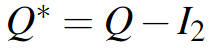 Q* = Q − I₂